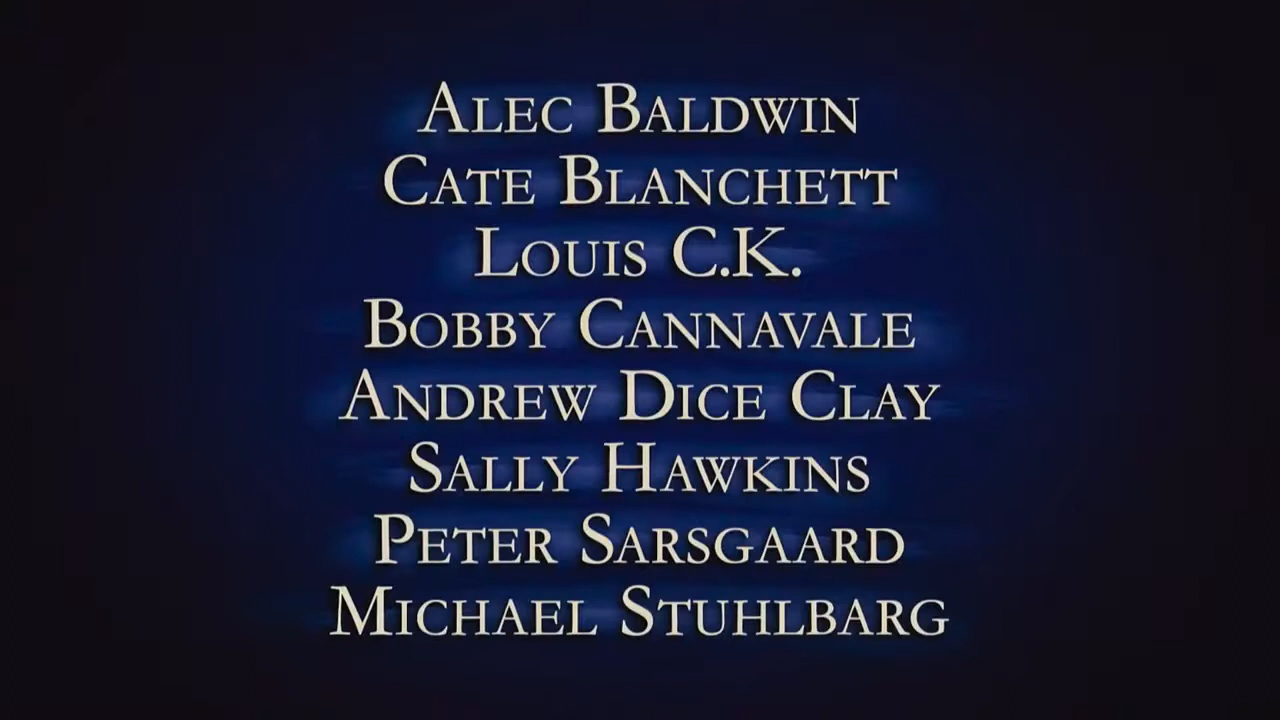 Alec Baldwin
Cate Blanchett
Louis C.K.
Bobby Cannavale
Andrew Dice Clay
Sally Hawkins
Peter Sarsgaard
Michael Stuhlbarg